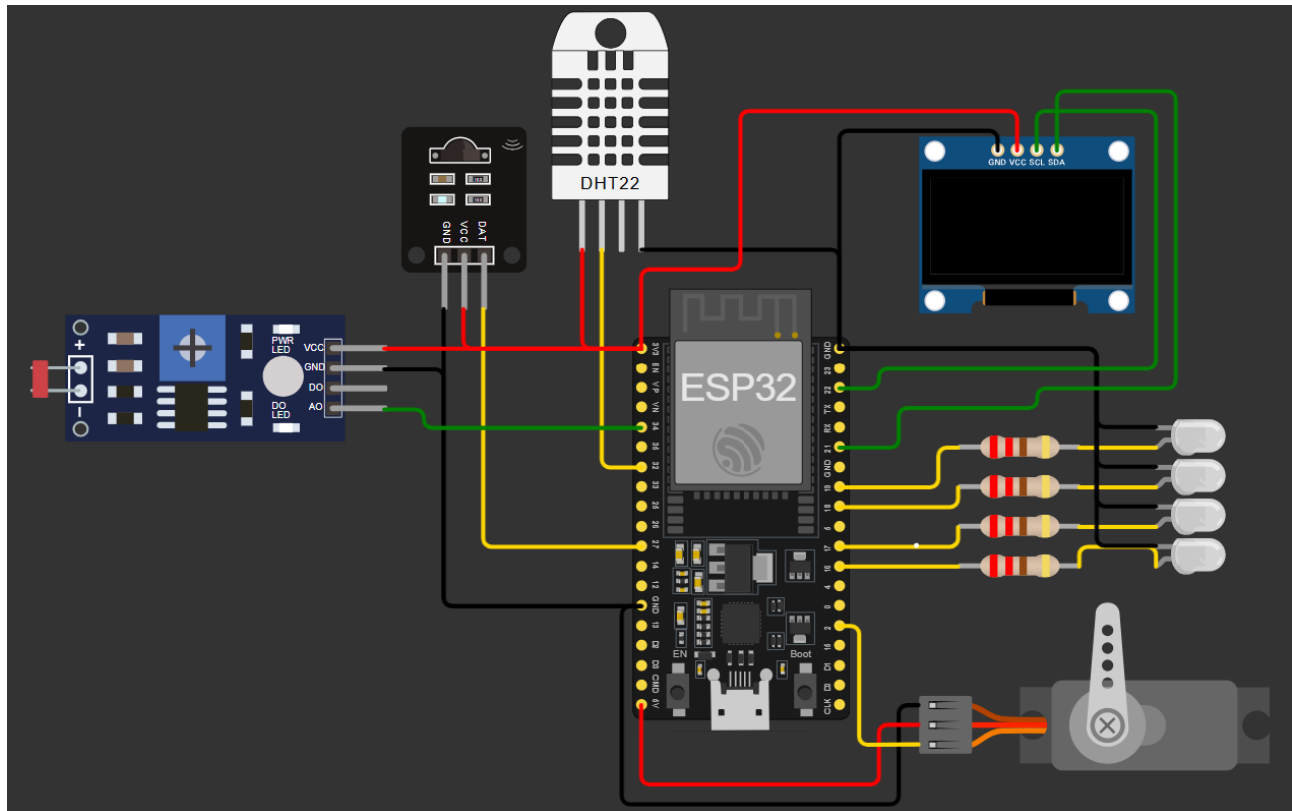 DHT22
GND
VCC
DAT
GND VCC SCL SDA
PWR
LED
VCC
GND
DO
AO
+
-
DO
LED
ESP32
3V3
EN
VP
VN
34
35
32
33
25
26
27
14
12
GND
13
D2
D3
CMD
5V
GND
23
22
TX
RX
21
GND
19
18
5
17
16
4
0
2
15
D1
CLK
EN
Boot